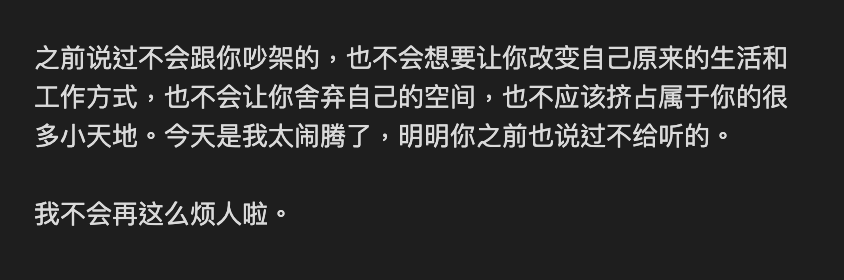 之前说过不会跟你吵架的，也不会想要让你改变自己原来的生活和
工作方式，也不会让你舍弃自己的空间，也不应该挤占属于你的很
多小天地。今天是我太闹腾了，明明你之前也说过不给听的。
我不会再这么烦人啦。